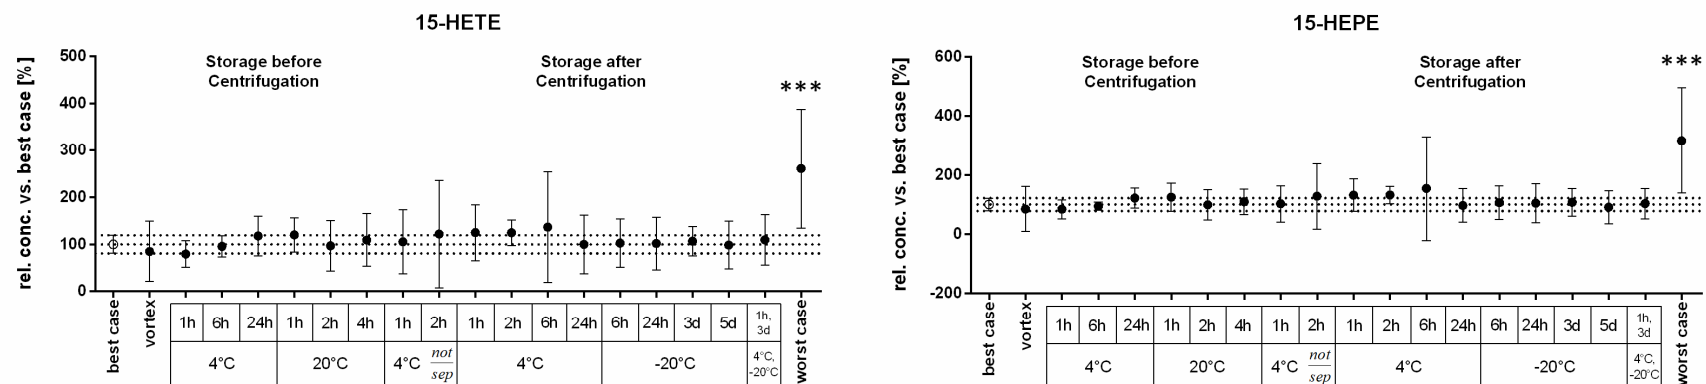 15-HETE
Storage before
Centrifugation
Storage after
Centrifugation
***
rel. conc. vs. best case [%]
500
400
300
200
100
0
best case
vortex
1h 6h 24h 1h 2h 4h 1h 2h 1h 2h 6h 24h 6h 24h 3d 5d 1h, 3d
4°C 20°C 4°C not sep 4°C -20°C 4°C, -20°C
worst case
15-HEPE
Storage before
Centrifugation
Storage after
Centrifugation
***
rel. conc. vs. best case [%]
600
400
200
0
-200
best case
vortex
1h 6h 24h 1h 2h 4h 1h 2h 1h 2h 6h 24h 6h 24h 3d 5d 1h, 3d
4°C 20°C 4°C not sep 4°C -20°C 4°C, -20°C
worst case